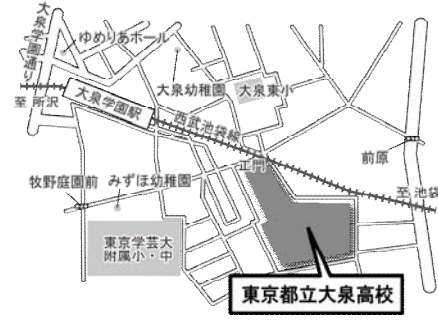 大泉学園通り
ゆめりあホール
大泉幼稚園
大泉東小
至 所沢
大泉学園駅
西武池袋線
正門
前原
至 池袋
牧野庭園前
みずほ幼稚園
東京学芸大
附属小・中
東京都立大泉高校